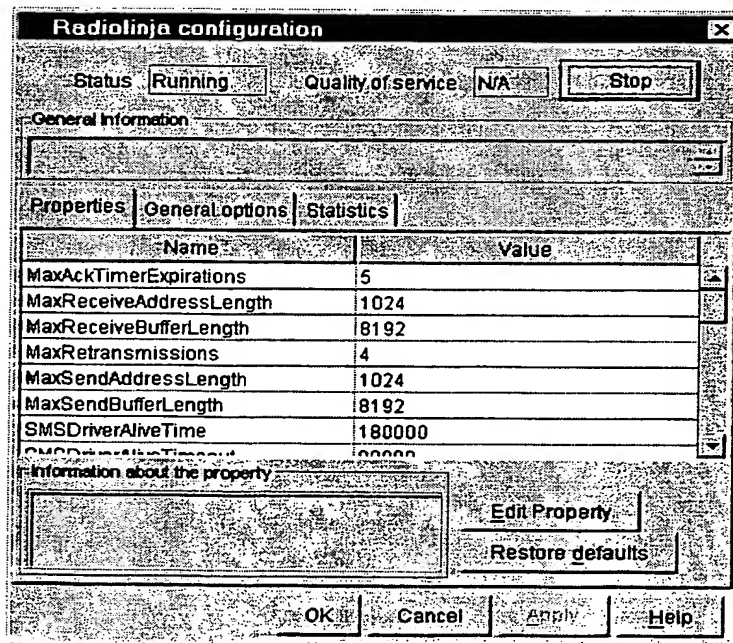 Radiolinja configuration
Status Running Quality of service N/A Stop
General Information
Properties General options Statistics
Name Value
MaxAckTimerExpirations 5
MaxReceiveAddressLength 1024
MaxReceiveBufferLength 8192
MaxRetransmissions 4
MaxSendAddressLength 1024
MaxSendBufferLength 8192
SMSDriverAliveTime 180000
SMSDriverAliveTimeout
Information about the property
Edit Property
Restore defaults
OK Cancel Apply Help